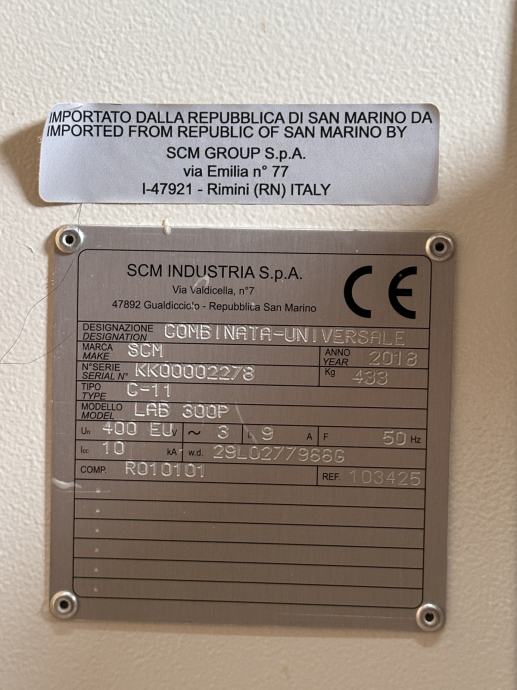 IMPORTATO DALLA REPUBBLICA DI SAN MARINO DA
IMPORTED FROM REPUBLIC OF SAN MARINO BY
SCM GROUP S.p.A.
via Emilia n° 77
I-47921 - Rimini (RN) ITALY
SCM INDUSTRIA S.p.A.
Via Valdicella, n°7
47892 Gualdicciolo - Repubblica San Marino
CE
DESIGNAZIONE COMBINATA-UNIVERSALE
DESIGNATION
MARCA SCM ANNO 2018
MAKE YEAR
N°SERIE KK00002278 Kg 433
SERIAL N°
TIPO C-11
TYPE
MODELLO LAB 300P
MODEL
Un 400 EU V ~ 3 I 9 A F 50 Hz
Icc 10 kA w.d. 29L0277966G
COMP. R010101 REF. 103425